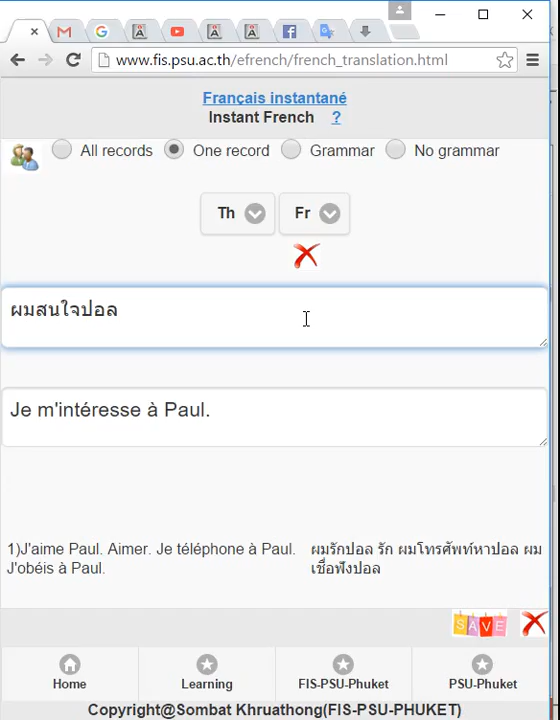 www.fis.psu.ac.th/efrench/french_translation.html
Français instantané
Instant French ?
All records One record Grammar No grammar
Th Fr
ผมสนใจปอล
Je m'intéresse à Paul.
1)J'aime Paul. Aimer. Je téléphone à Paul. ผมรักปอล รัก ผมโทรศัพท์หาปอล ผม
J'obéis à Paul. เชื่อฟังปอล
SAVE
Home Learning FIS-PSU-Phuket PSU-Phuket
Copyright@Sombat Khruathong(FIS-PSU-PHUKET)